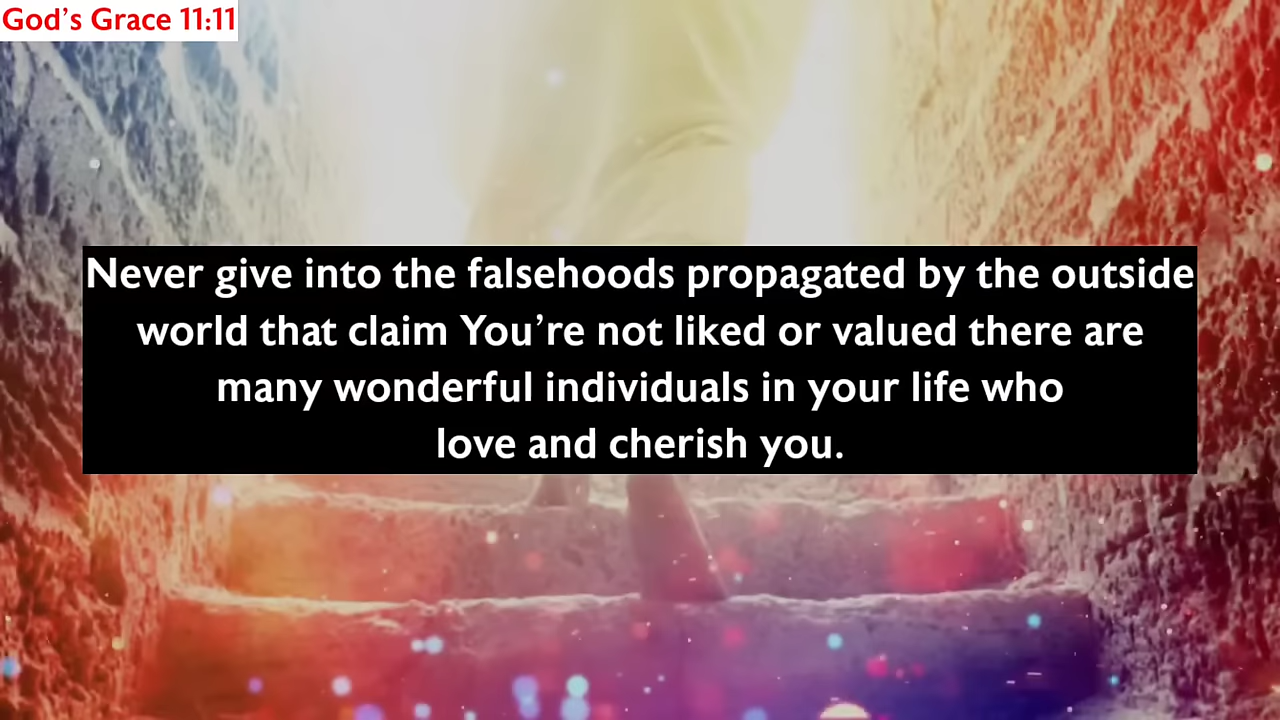 God’s Grace 11:11
Never give into the falsehoods propagated by the outside
world that claim You’re not liked or valued there are
many wonderful individuals in your life who
love and cherish you.